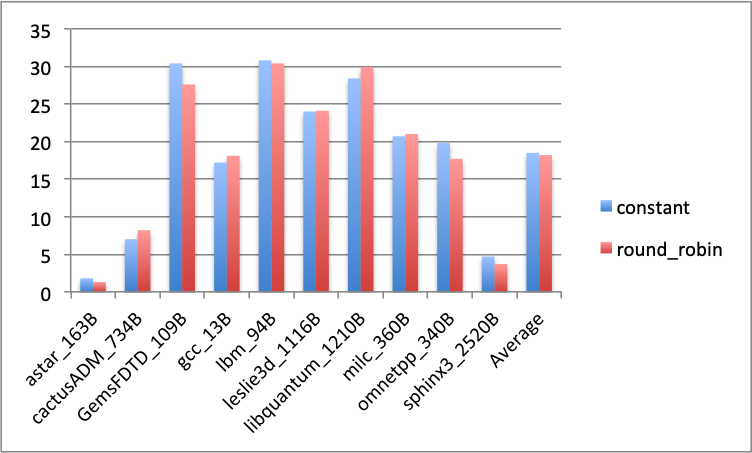 35
30
25
20
15
10
5
0
astar_163B
cactusADM_734B
GemsFDTD_109B
gcc_13B
lbm_94B
leslie3d_1116B
libquantum_1210B
milc_360B
omnetpp_340B
sphinx3_2520B
Average
constant
round_robin